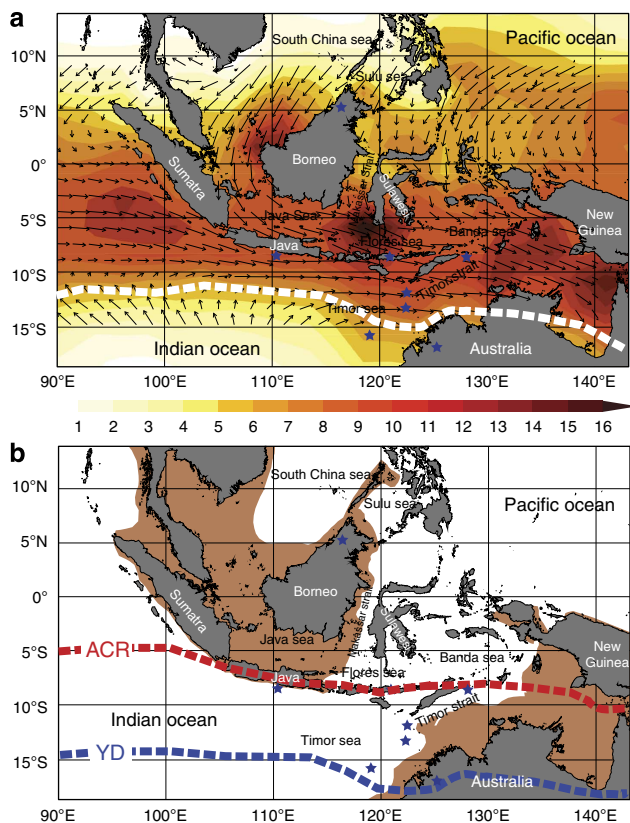 a
South China sea
Pacific ocean
Sulu sea
Borneo
Sumatra
Makassar Strait
Sulawesi
Java Sea
Flores sea
Banda sea
New
Guinea
Java
Timor strait
Timor sea
Indian ocean
Australia
10°N
5°N
0°
5°S
10°S
15°S
90°E 100°E 110°E 120°E 130°E 140°E
1 2 3 4 5 6 7 8 9 10 11 12 13 14 15 16
b
South China sea
Pacific ocean
Sulu sea
Borneo
Sumatra
Makassar strait
Sulawesi
Java sea
Flores sea
Banda sea
New
Guinea
ACR
Java
Timor strait
Indian ocean
Timor sea
YD
Australia
10°N
5°N
0°
5°S
10°S
15°S
90°E 100°E 110°E 120°E 130°E 140°E